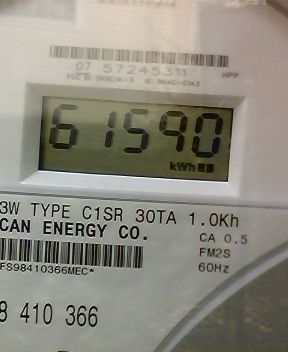 07 57245311 HPP
61590
kWh
3W TYPE C1SR 30TA 1.0Kh
CAN ENERGY CO. CA 0.5
FM2S
FS98410366MEC* 60Hz
8 410 366